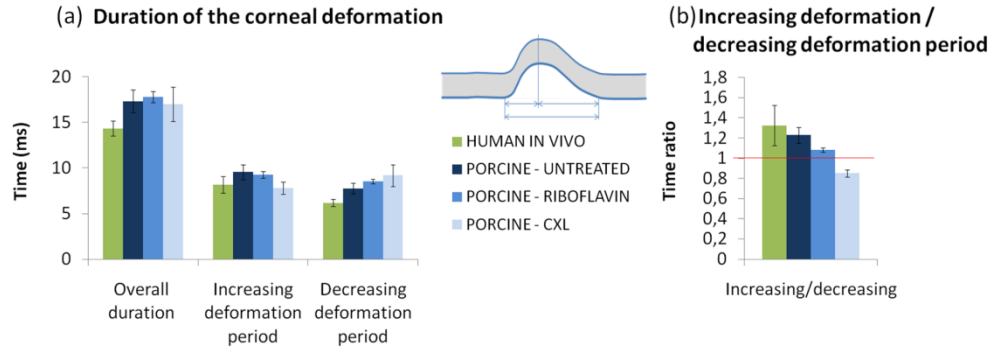 (a) Duration of the corneal deformation
20
15
10
5
0
Time (ms)
Overall duration
Increasing deformation period
Decreasing deformation period
HUMAN IN VIVO
PORCINE - UNTREATED
PORCINE - RIBOFLAVIN
PORCINE - CXL
(b) Increasing deformation /
decreasing deformation period
1,8
1,6
1,4
1,2
1
0,8
0,6
0,4
0,2
0
Time ratio
Increasing/decreasing